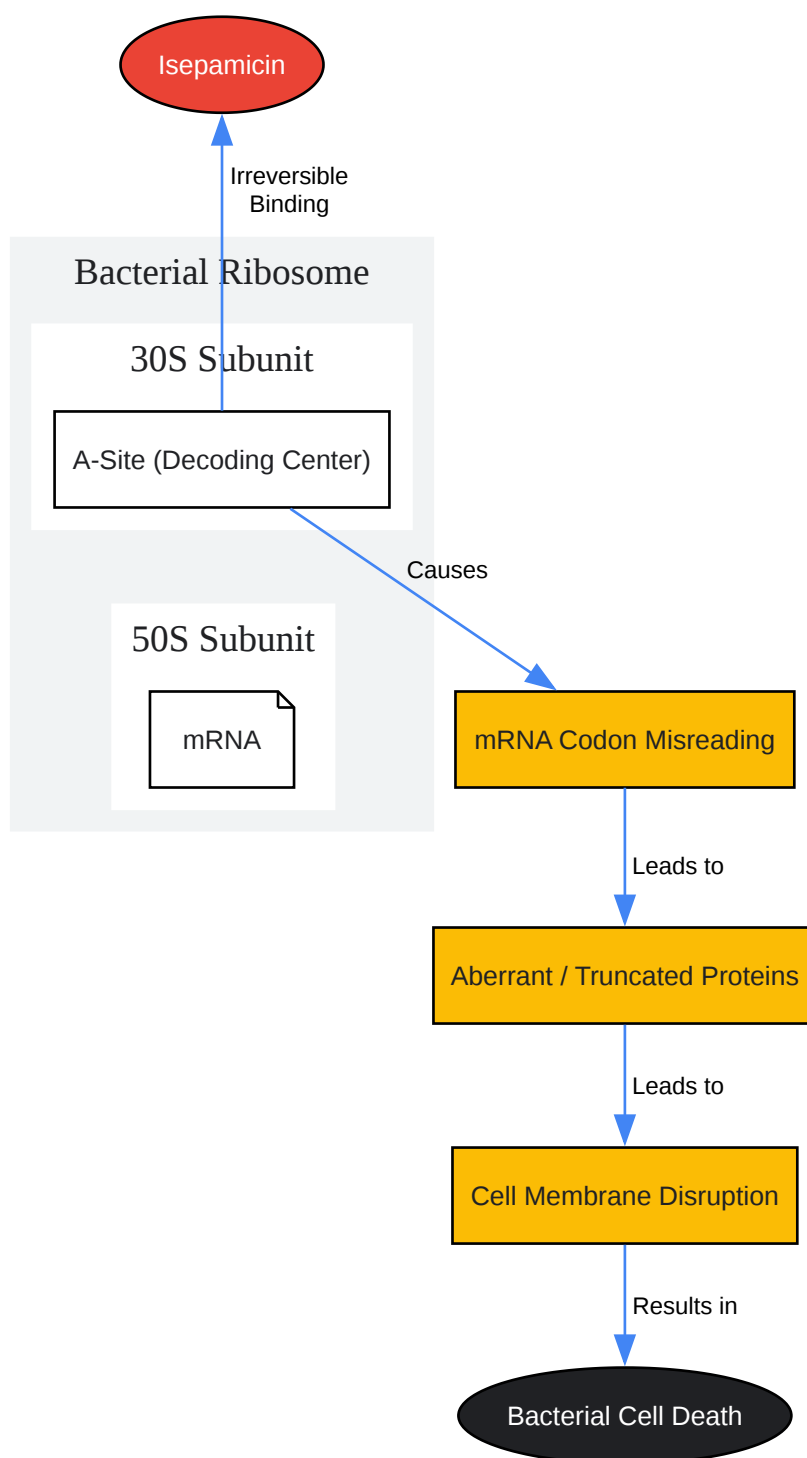 Isepamicin
Irreversible
Binding
Bacterial Ribosome
30S Subunit
A-Site (Decoding Center)
Causes
50S Subunit
mRNA
mRNA Codon Misreading
Leads to
Aberrant / Truncated Proteins
Leads to
Cell Membrane Disruption
Results in
Bacterial Cell Death